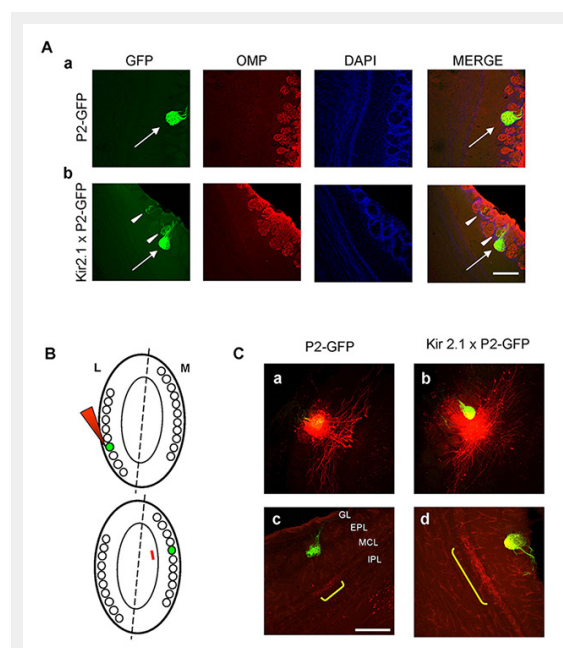 A
GFP OMP DAPI MERGE
a
P2-GFP
b
Kir2.1 x P2-GFP
B
L M
C
P2-GFP Kir 2.1 x P2-GFP
a b
c d
GL
EPL
MCL
IPL